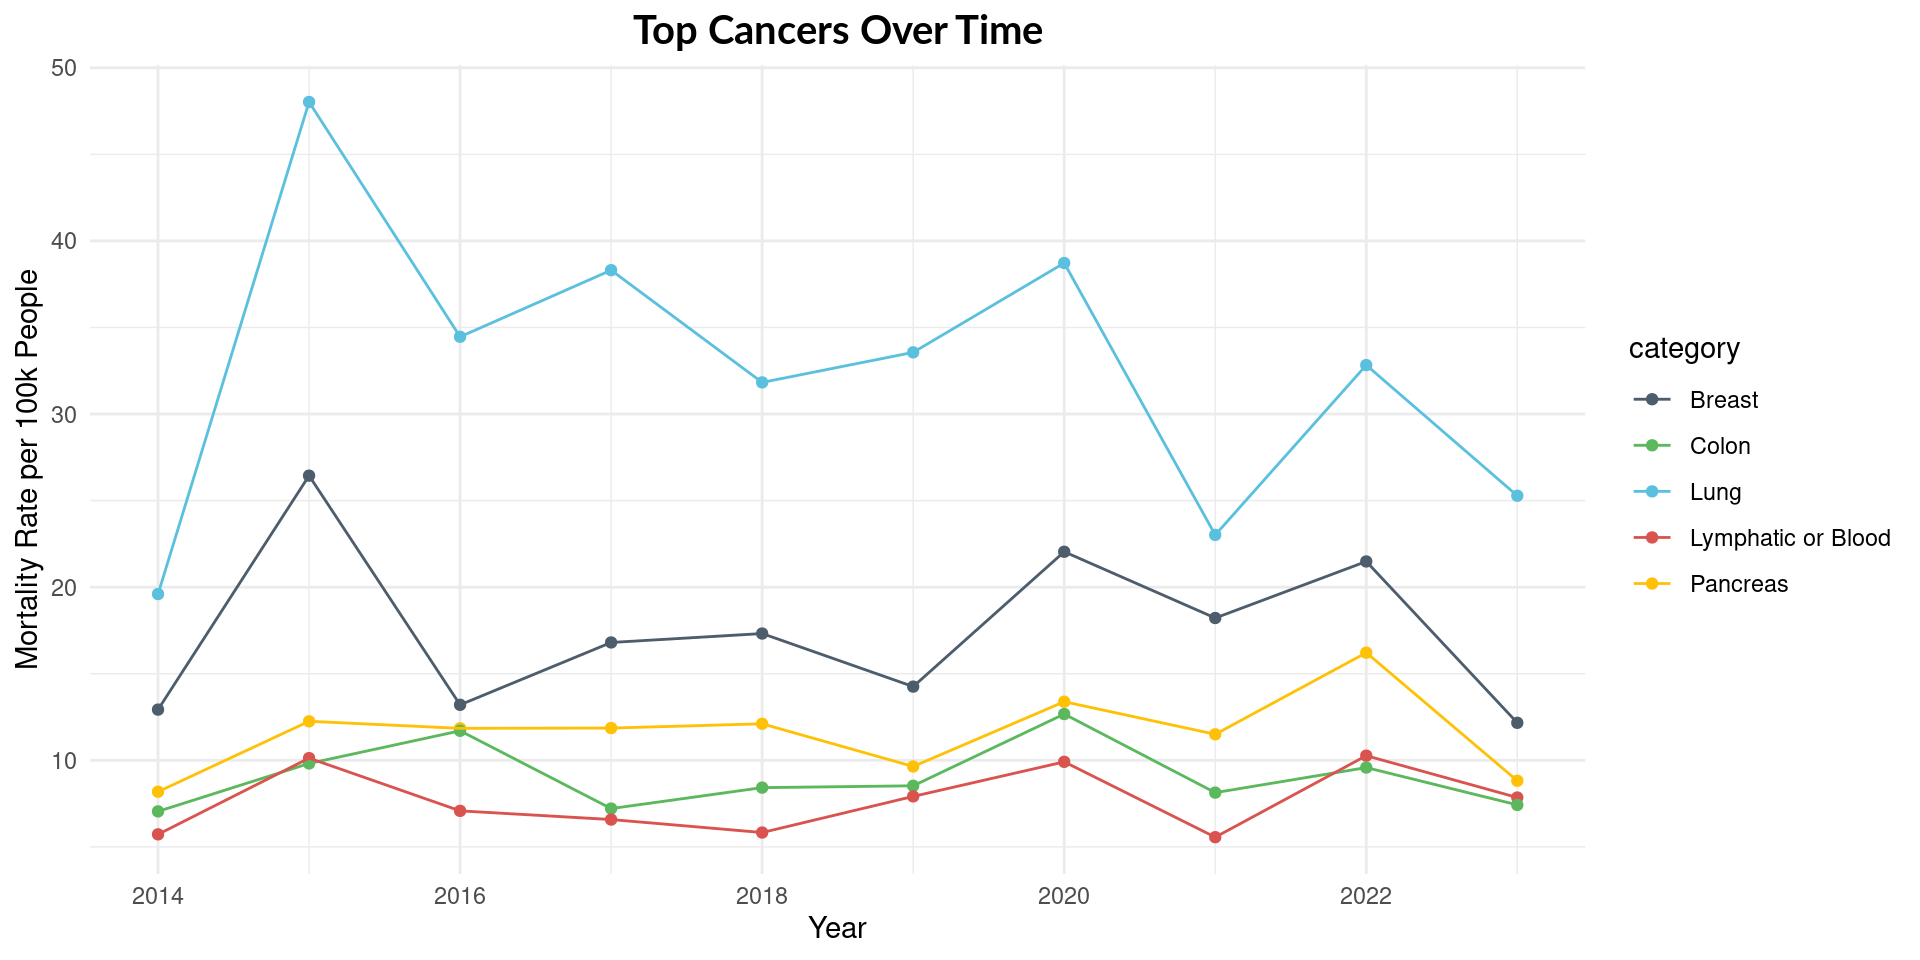 Top Cancers Over Time
Mortality Rate per 100k People
50
40
30
20
10
2014
2016
2018
2020
2022
Year
category
Breast
Colon
Lung
Lymphatic or Blood
Pancreas